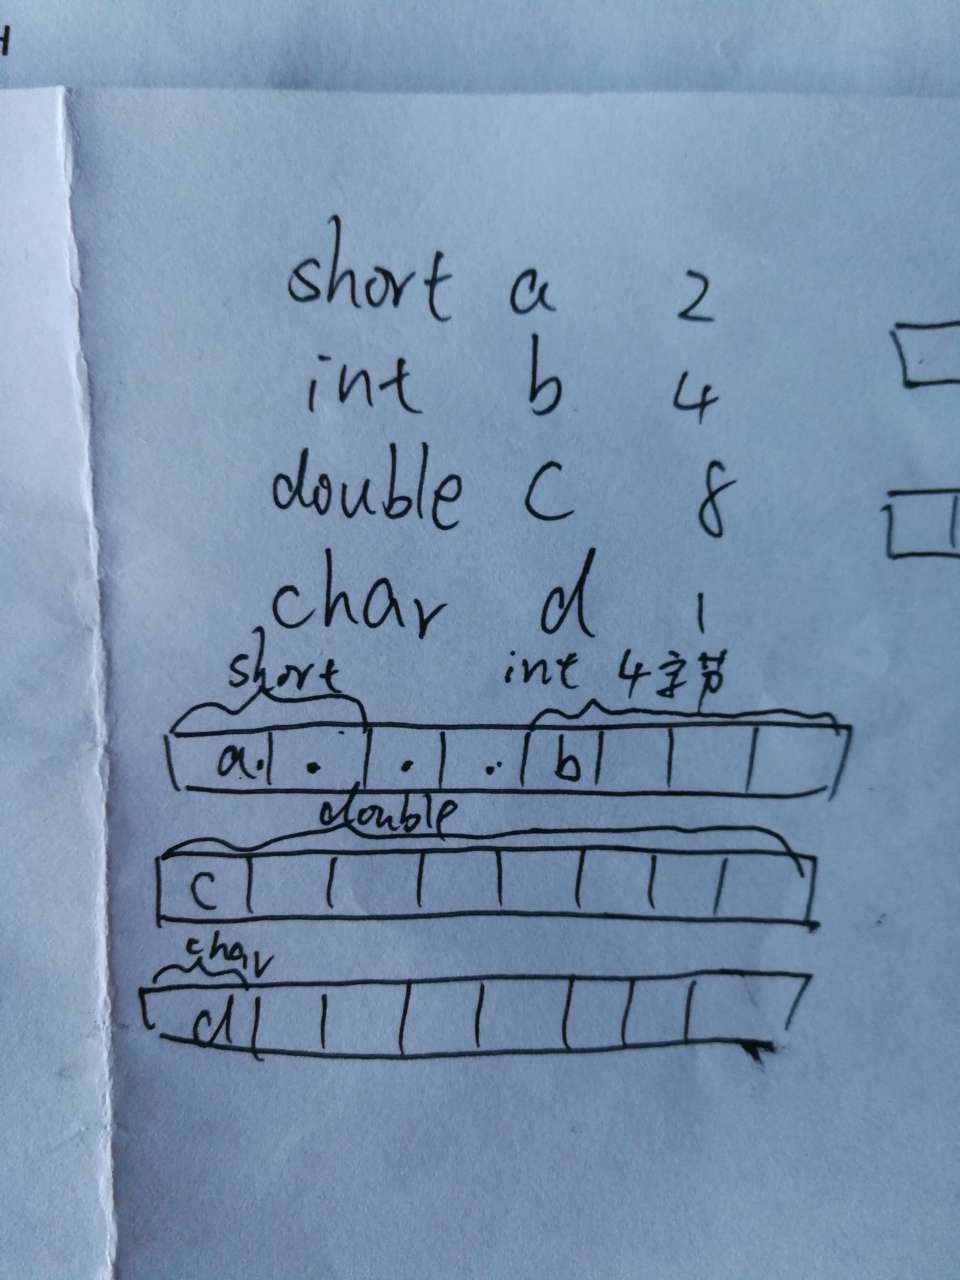 short a 2
int b 4
double c 8
char d 1
short int 4字节
a b
double
c
char
d